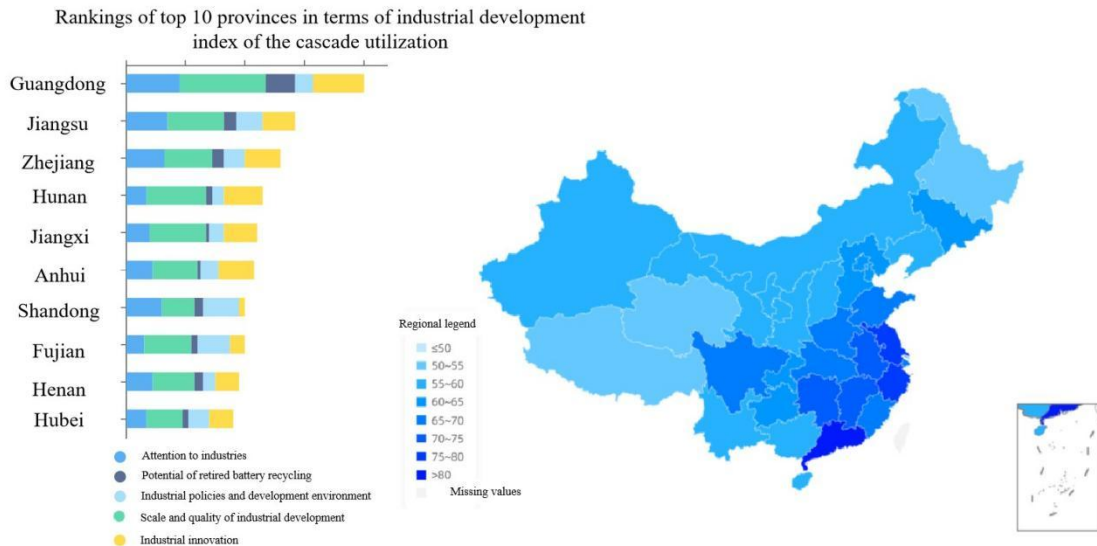 Rankings of top 10 provinces in terms of industrial development
index of the cascade utilization
Guangdong
Jiangsu
Zhejiang
Hunan
Jiangxi
Anhui
Shandong
Fujian
Henan
Hubei
Attention to industries
Potential of retired battery recycling
Industrial policies and development environment
Scale and quality of industrial development
Industrial innovation
Regional legend
≤50
50~55
55~60
60~65
65~70
70~75
75~80
>80
Missing values